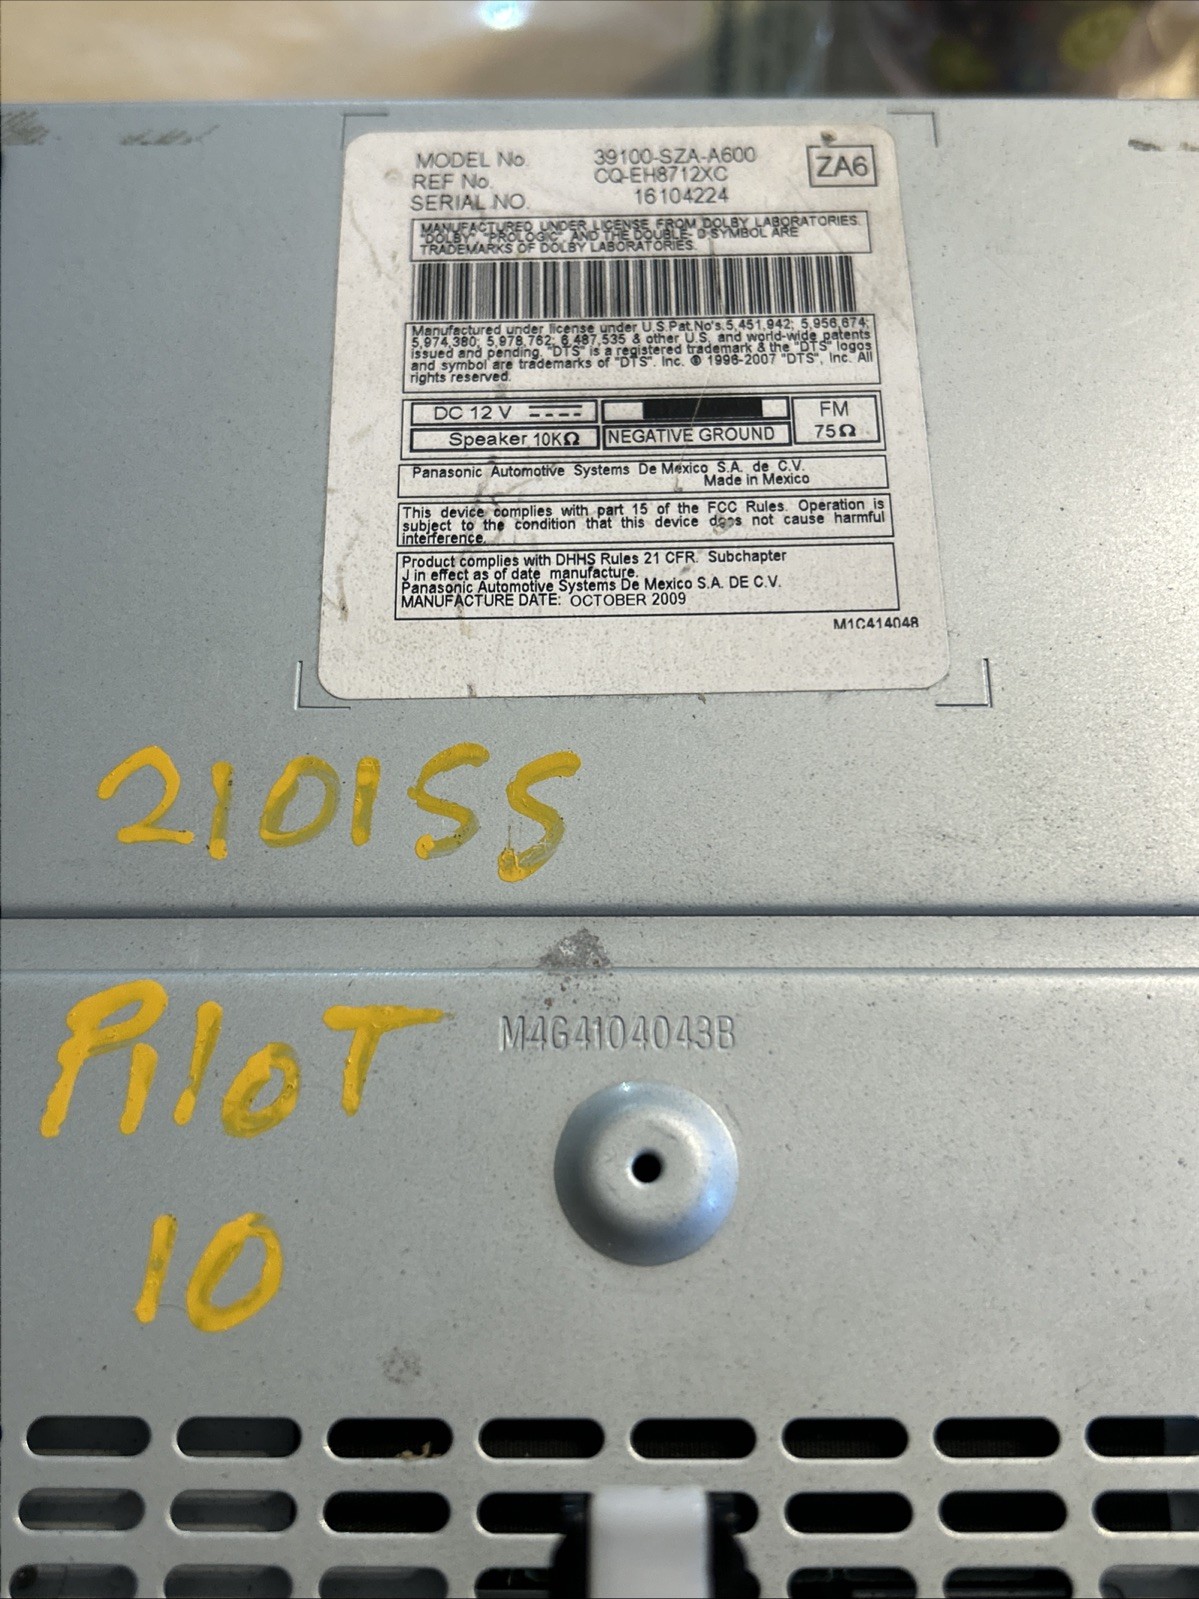 MODEL No. 39100-SZA-A600
REF No. CQ-EH8712XC
SERIAL NO. 16104224
ZA6
MANUFACTURED UNDER LICENSE FROM DOLBY LABORATORIES.
"DOLBY", "PROLOGIC", AND THE DOUBLE- D SYMBOL ARE
TRADEMARKS OF DOLBY LABORATORIES.
Manufactured under license under U.S.Pat.No's.5,451,942; 5,956,674;
5,974,380; 5,978,762; 6,487,535 & other U.S. and world-wide patents
issued and pending. "DTS" is a registered trademark & the "DTS" logos
and symbol are trademarks of "DTS". Inc. © 1996-2007 "DTS", Inc. All
rights reserved.
DC 12 V
Speaker 10KΩ
NEGATIVE GROUND
FM
75Ω
Panasonic Automotive Systems De Mexico S.A. de C.V.
Made in Mexico
This device complies with part 15 of the FCC Rules. Operation is
subject to the condition that this device does not cause harmful
interference.
Product complies with DHHS Rules 21 CFR. Subchapter
J in effect as of date manufacture.
Panasonic Automotive Systems De Mexico S.A. DE C.V.
MANUFACTURE DATE: OCTOBER 2009
M1C414048
2101SS
PiloT
M4G4104043B
10